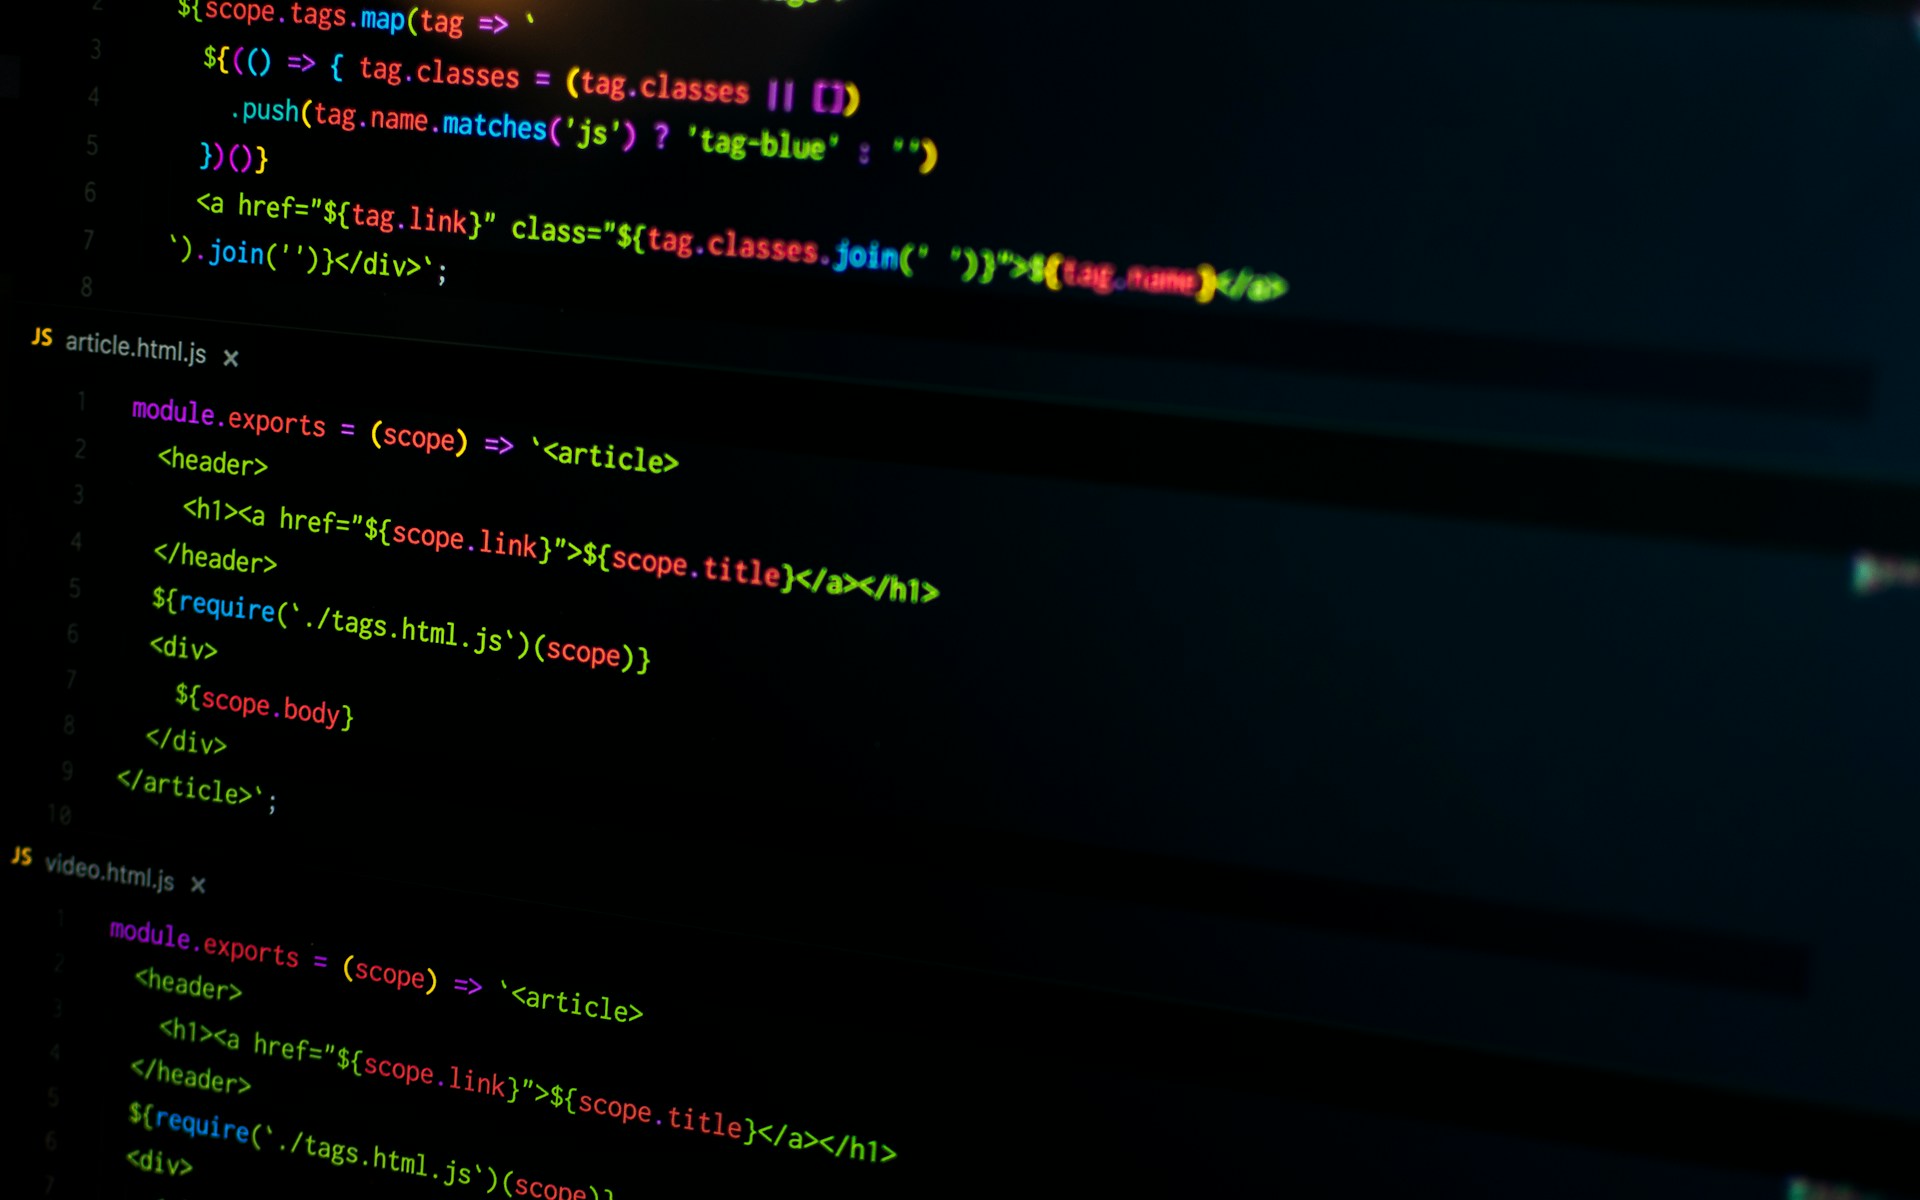 2 ${scope.tags.map(tag => `
3 ${(() => { tag.classes = (tag.classes || [])
4 .push(tag.name.matches('js') ? 'tag-blue' : '')
5 })()}
6 <a href="${tag.link}" class="${tag.classes.join(' ')}">${tag.name}</a>
7 `).join('')}</div>`;
8
JS article.html.js ×
1 module.exports = (scope) => `<article>
2 <header>
3 <h1><a href="${scope.link}">${scope.title}</a></h1>
4 </header>
5 ${require(`./tags.html.js`)(scope)}
6 <div>
7 ${scope.body}
8 </div>
9 </article>`;
10
JS video.html.js ×
1 module.exports = (scope) => `<article>
2 <header>
3 <h1><a href="${scope.link}">${scope.title}</a></h1>
4 </header>
5 ${require(`./tags.html.js`)(scope)}
6 <div>
7